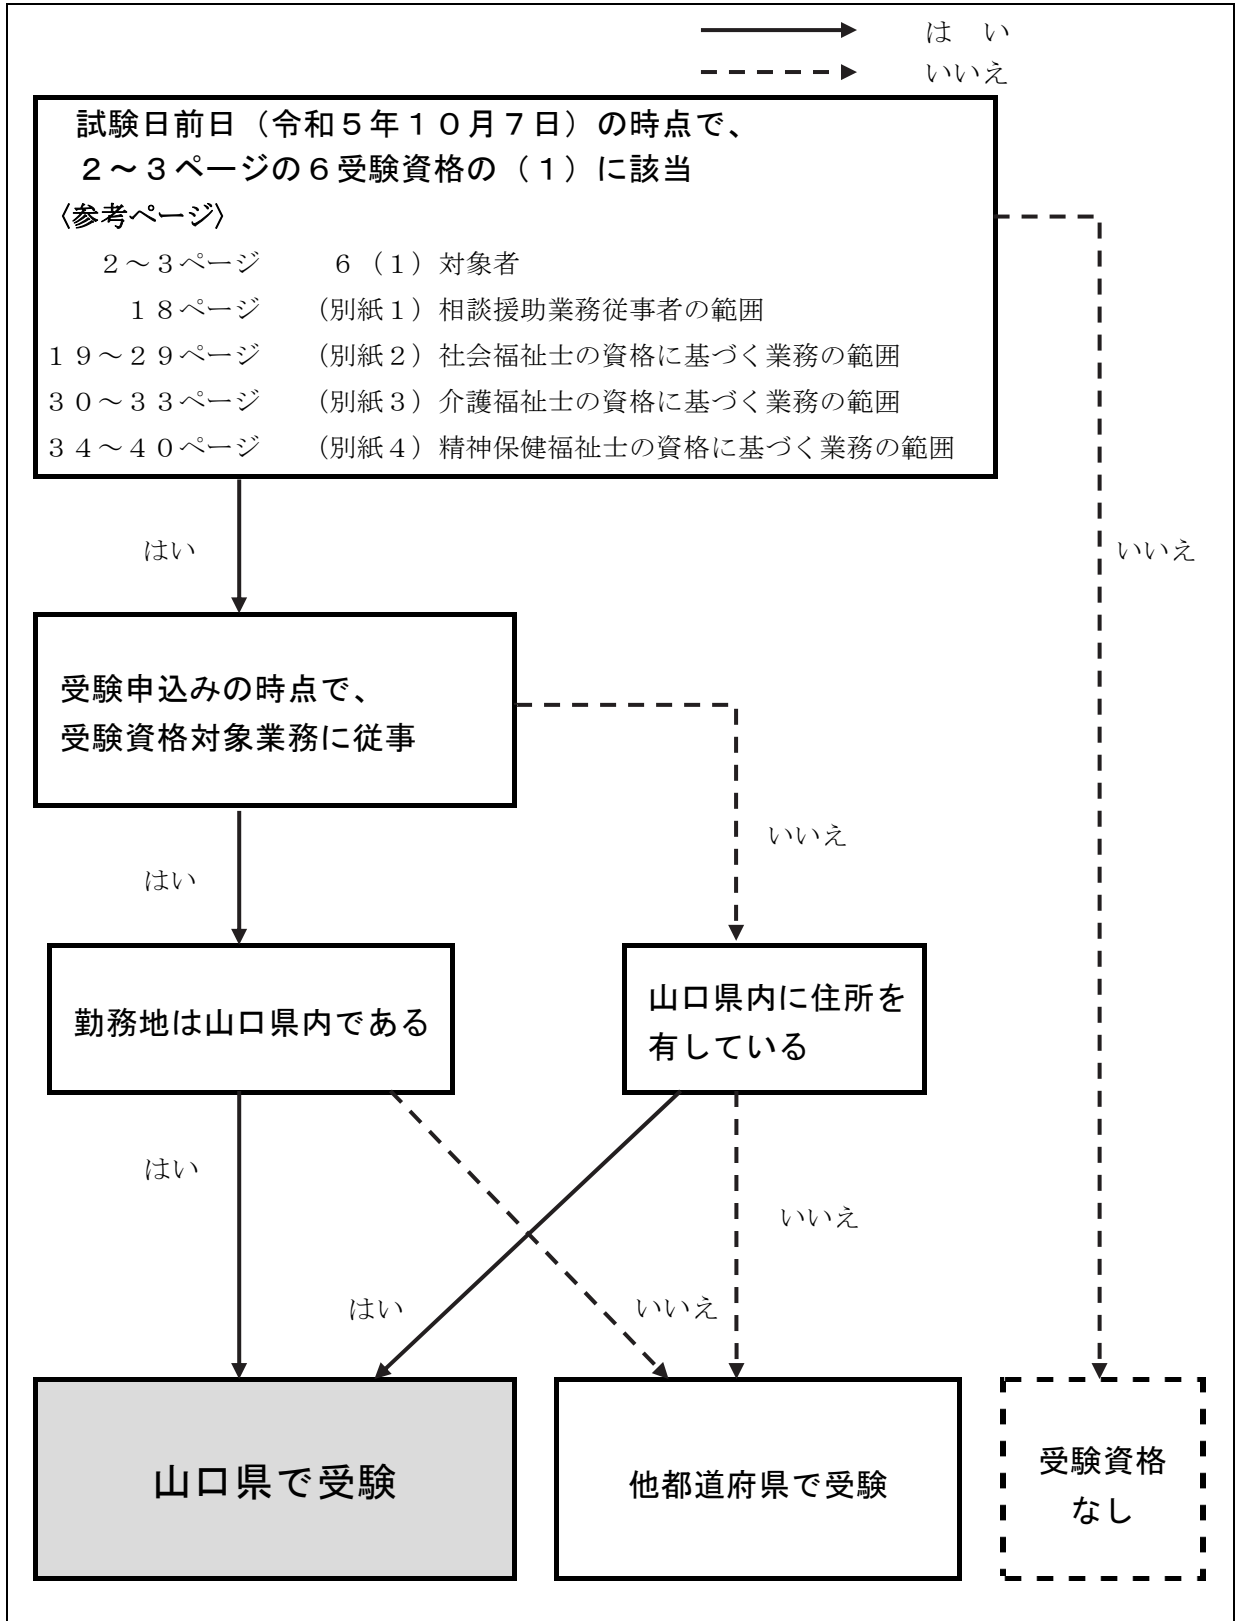 は　い
いいえ
試験日前日（令和５年１０月７日）の時点で、
２～３ページの６受験資格の（１）に該当
〈参考ページ〉
２～３ページ　６（１）対象者
１８ページ　（別紙１）相談援助業務従事者の範囲
１９～２９ページ　（別紙２）社会福祉士の資格に基づく業務の範囲
３０～３３ページ　（別紙３）介護福祉士の資格に基づく業務の範囲
３４～４０ページ　（別紙４）精神保健福祉士の資格に基づく業務の範囲
はい
いいえ
受験申込みの時点で、
受験資格対象業務に従事
はい
いいえ
勤務地は山口県内である
山口県内に住所を
有している
はい
いいえ
はい
いいえ
山口県で受験
他都道府県で受験
受験資格
なし